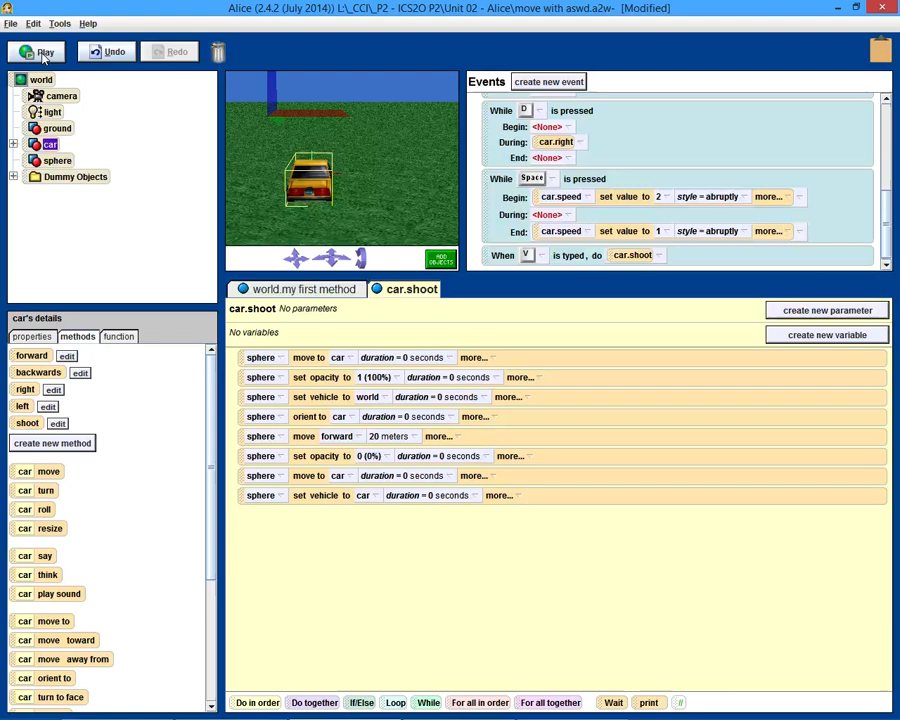 Alice (2.4.2 (July 2014)) L:\_CCI\_P2 - ICS2O P2\Unit 02 - Alice\move with aswd.a2w- [Modified]
File Edit Tools Help
Play Undo Redo
world
camera
light
ground
car
sphere
Dummy Objects
ADD
OBJECTS
Events create new event
While D is pressed
Begin: <None>
During: car.right
End: <None>
While Space is pressed
Begin: car.speed set value to 2 style = abruptly more...
During: <None>
End: car.speed set value to 1 style = abruptly more...
When V is typed, do car.shoot
car's details
properties methods function
forward edit
backwards edit
right edit
left edit
shoot edit
create new method
car move
car turn
car roll
car resize
car say
car think
car play sound
car move to
car move toward
car move away from
car orient to
car turn to face
world.my first method car.shoot
car.shoot No parameters create new parameter
No variables create new variable
sphere move to car duration = 0 seconds more...
sphere set opacity to 1 (100%) duration = 0 seconds more...
sphere set vehicle to world duration = 0 seconds more...
sphere orient to car duration = 0 seconds more...
sphere move forward 20 meters more...
sphere set opacity to 0 (0%) duration = 0 seconds more...
sphere move to car duration = 0 seconds more...
sphere set vehicle to car duration = 0 seconds more...
Do in order Do together If/Else Loop While For all in order For all together Wait print //